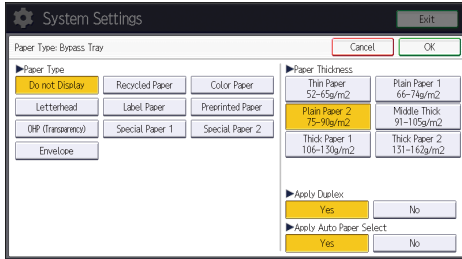 System Settings
Exit
Paper Type: Bypass Tray
Cancel
OK
▶Paper Type
Do not Display
Recycled Paper
Color Paper
Letterhead
Label Paper
Preprinted Paper
OHP (Transparency)
Special Paper 1
Special Paper 2
Envelope
▶Paper Thickness
Thin Paper
52-65g/m2
Plain Paper 1
66-74g/m2
Plain Paper 2
75-90g/m2
Middle Thick
91-105g/m2
Thick Paper 1
106-130g/m2
Thick Paper 2
131-162g/m2
▶Apply Duplex
Yes
No
▶Apply Auto Paper Select
Yes
No